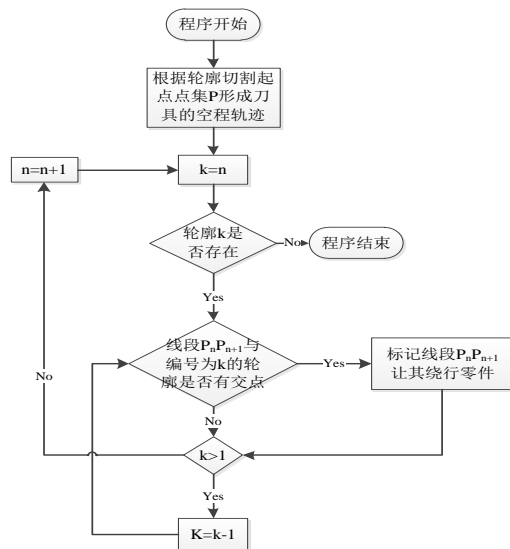 程序开始
根据轮廓切割起
点点集P形成刀
具的空程轨迹
n=n+1
k=n
轮廓k是
否存在
No
程序结束
Yes
线段PnPn+1与
编号为k的轮
廓是否有交点
Yes
标记线段PnPn+1
让其绕行零件
No
No
k>1
Yes
K=k-1